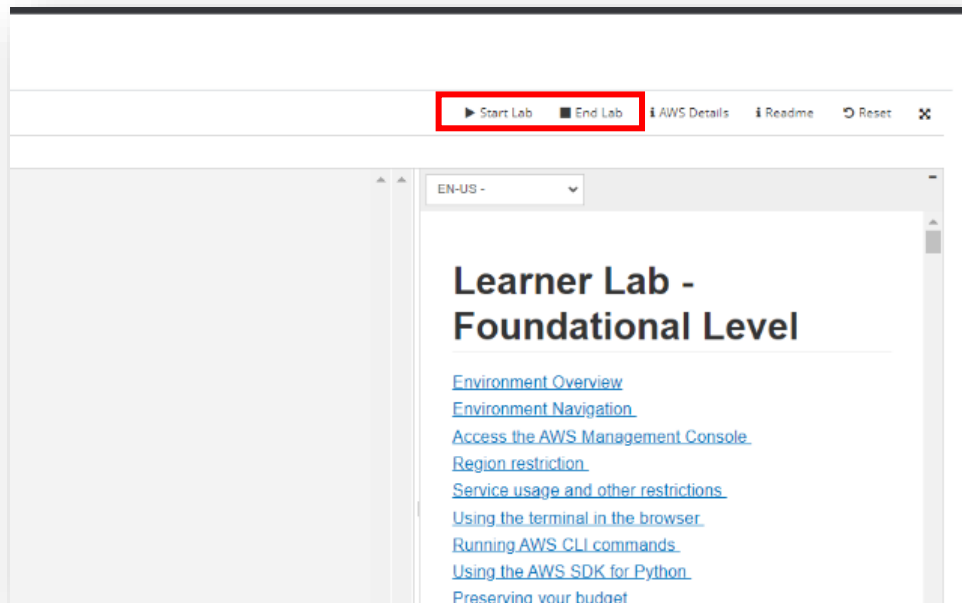 Start Lab End Lab AWS Details Readme Reset
EN-US -
Learner Lab -
Foundational Level
Environment Overview
Environment Navigation
Access the AWS Management Console
Region restriction
Service usage and other restrictions
Using the terminal in the browser
Running AWS CLI commands
Using the AWS SDK for Python
Preserving your budget